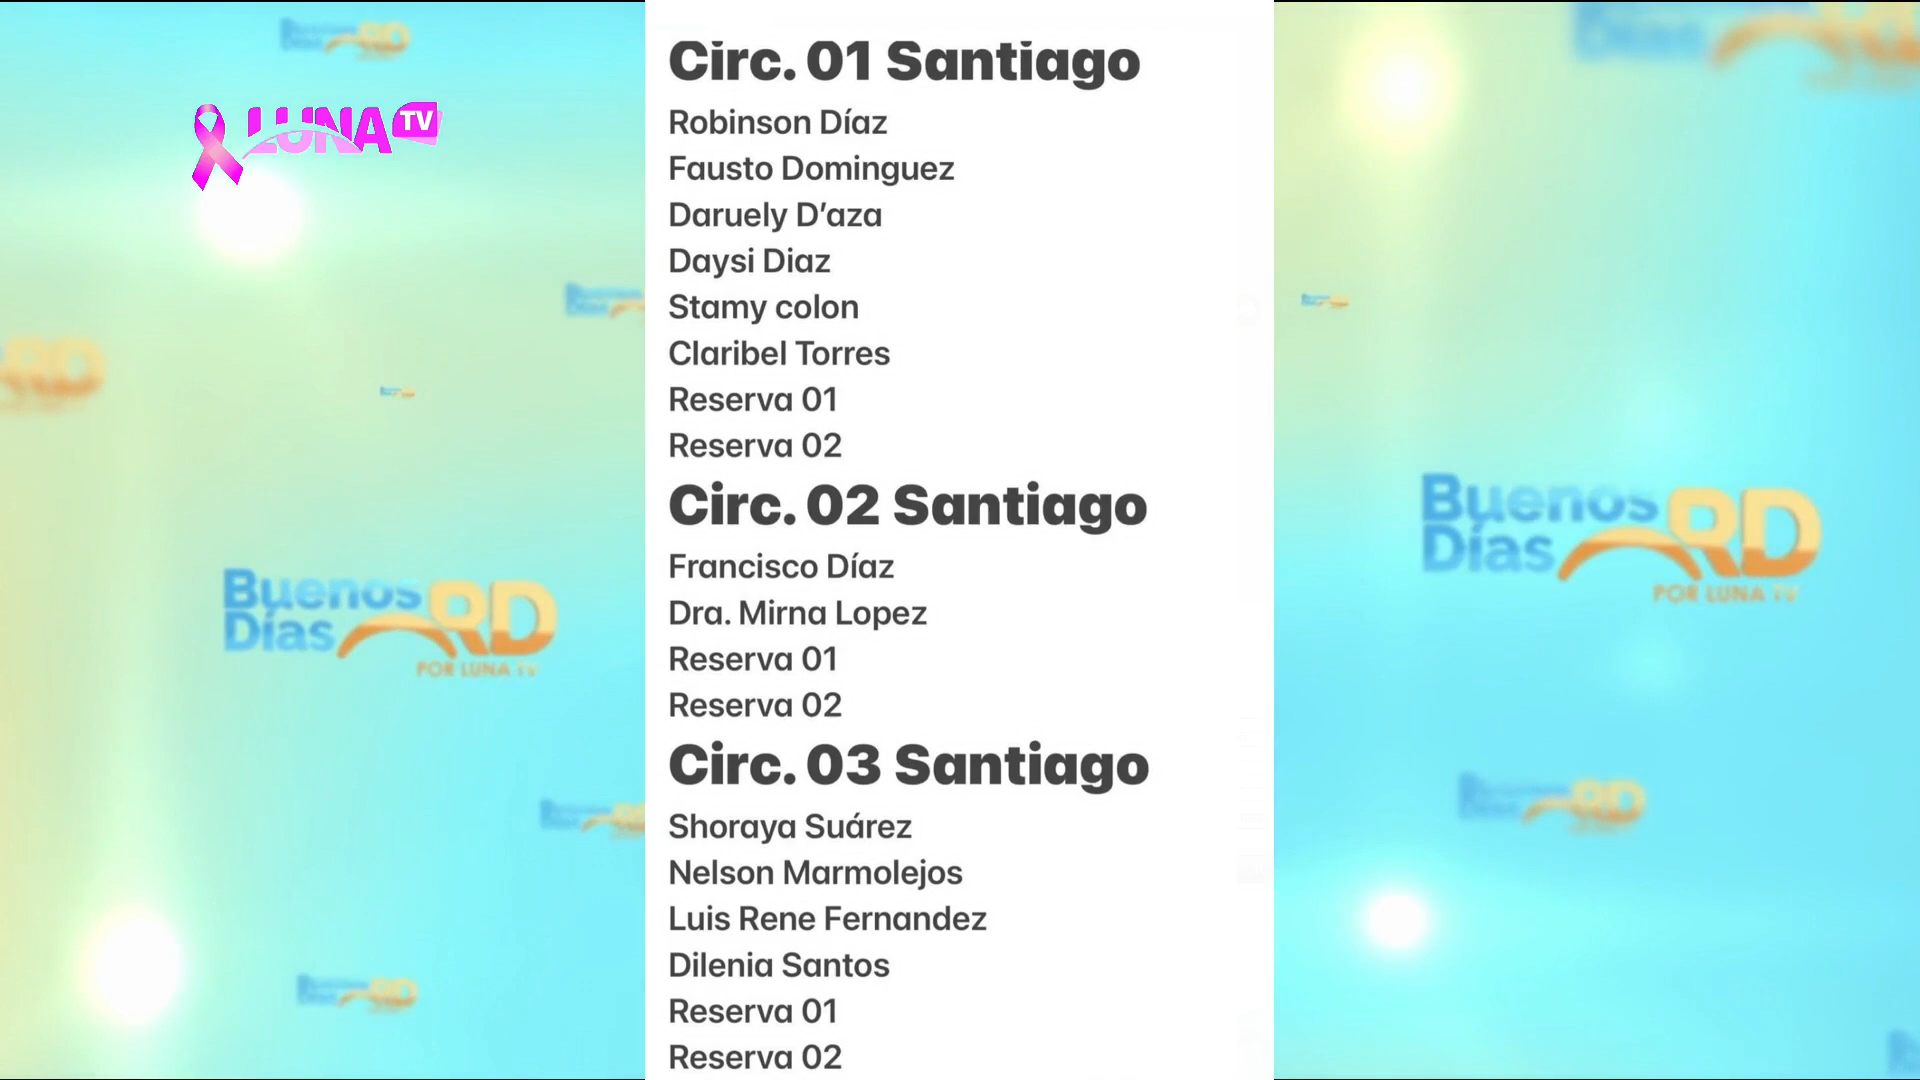 LUNA TV
Circ. 01 Santiago
Robinson Díaz
Fausto Dominguez
Daruely D’aza
Daysi Diaz
Stamy colon
Claribel Torres
Reserva 01
Reserva 02
Circ. 02 Santiago
Francisco Díaz
Dra. Mirna Lopez
Reserva 01
Reserva 02
Circ. 03 Santiago
Shoraya Suárez
Nelson Marmolejos
Luis Rene Fernandez
Dilenia Santos
Reserva 01
Reserva 02
Buenos
Días RD
POR LUNA TV
Buenos
Días RD
POR LUNA TV